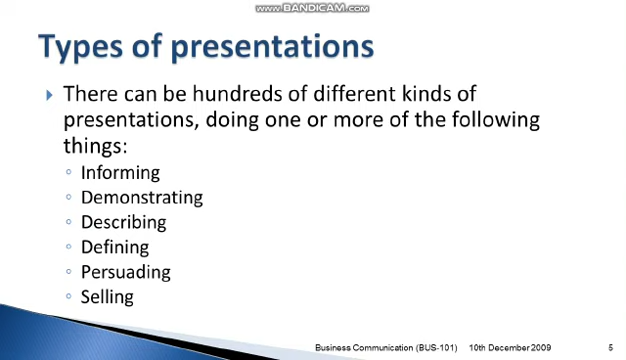 www.BANDICAM.com
Types of presentations
There can be hundreds of different kinds of
presentations, doing one or more of the following
things:
Informing
Demonstrating
Describing
Defining
Persuading
Selling
Business Communication (BUS-101) 10th December 2009 5